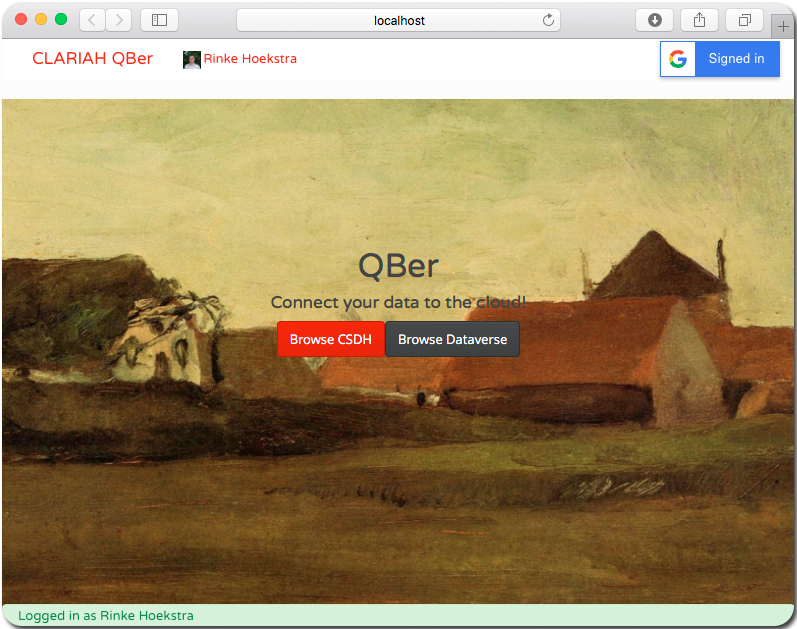 localhost
CLARIAH QBer
Rinke Hoekstra
Signed in
QBer
Connect your data to the cloud!
Browse CSDH
Browse Dataverse
Logged in as Rinke Hoekstra